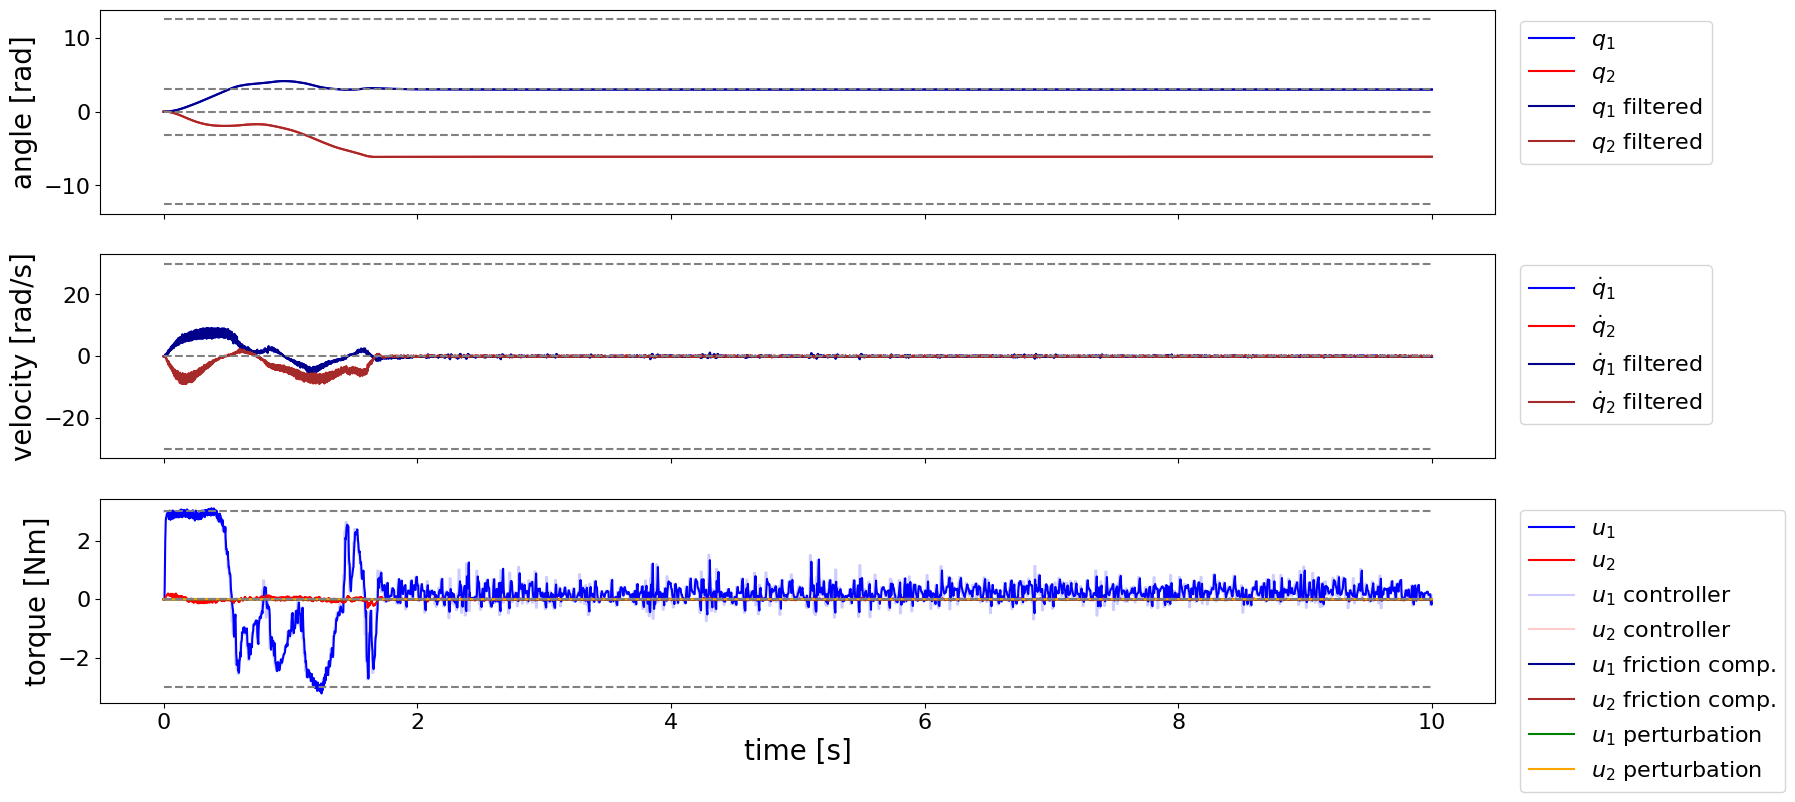 angle [rad]
10
0
−10
q₁
q₂
q₁ filtered
q₂ filtered
velocity [rad/s]
20
0
−20
q̇₁
q̇₂
q̇₁ filtered
q̇₂ filtered
torque [Nm]
2
0
−2
0 2 4 6 8 10
time [s]
u₁
u₂
u₁ controller
u₂ controller
u₁ friction comp.
u₂ friction comp.
u₁ perturbation
u₂ perturbation